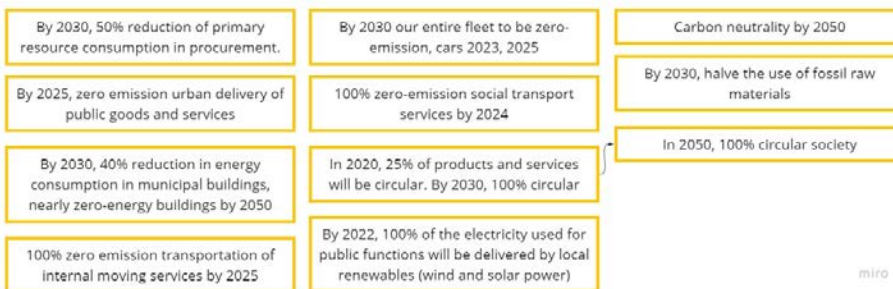 By 2030, 50% reduction of primary
resource consumption in procurement.
By 2025, zero emission urban delivery of
public goods and services
By 2030, 40% reduction in energy
consumption in municipal buildings,
nearly zero-energy buildings by 2050
100% zero emission transportation of
internal moving services by 2025
By 2030 our entire fleet to be zero-
emission, cars 2023, 2025
100% zero-emission social transport
services by 2024
In 2020, 25% of products and services
will be circular. By 2030, 100% circular
By 2022, 100% of the electricity used for
public functions will be delivered by local
renewables (wind and solar power)
Carbon neutrality by 2050
By 2030, halve the use of fossil raw
materials
In 2050, 100% circular society
miro